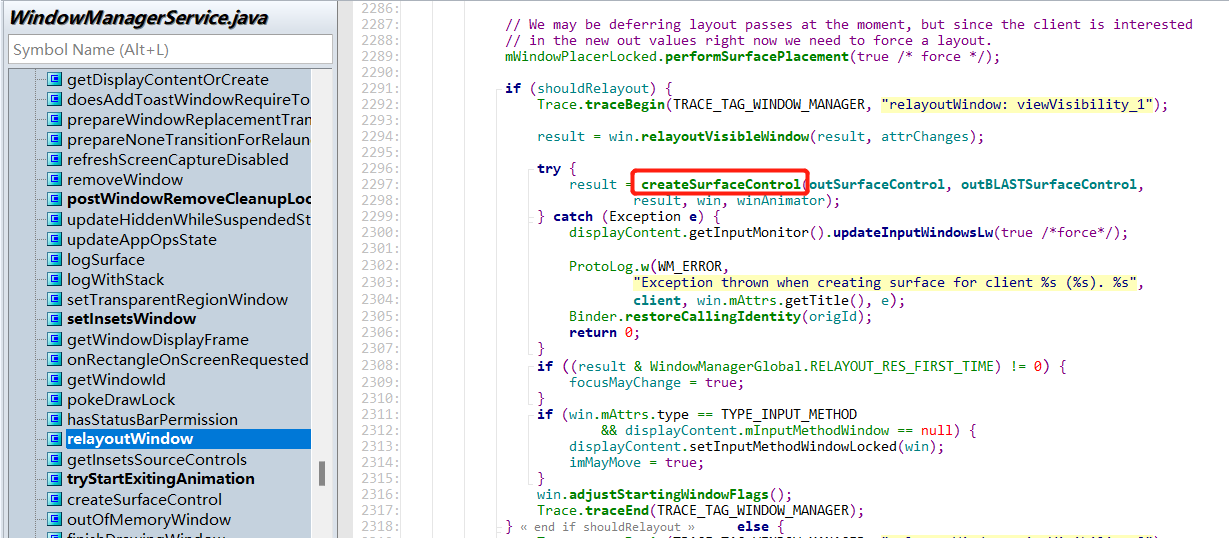 WindowManagerService.java
Symbol Name (Alt+L)
getDisplayContentOrCreate
doesAddToastWindowRequireTo
prepareWindowReplacementTran
prepareNoneTransitionForRelaun
refreshScreenCaptureDisabled
removeWindow
postWindowRemoveCleanupLoc
updateHiddenWhileSuspendedSt
updateAppOpsState
logSurface
logWithStack
setTransparentRegionWindow
setInsetsWindow
getWindowDisplayFrame
onRectangleOnScreenRequested
getWindowId
pokeDrawLock
hasStatusBarPermission
relayoutWindow
getInsetsSourceControls
tryStartExitingAnimation
createSurfaceControl
outOfMemoryWindow
finishDrawingWindow
2286:
2287: // We may be deferring layout passes at the moment, but since the client is interested
2288: // in the new out values right now we need to force a layout.
2289: mWindowPlacerLocked.performSurfacePlacement(true /* force */);
2290:
2291: if (shouldRelayout) {
2292: Trace.traceBegin(TRACE_TAG_WINDOW_MANAGER, "relayoutWindow: viewVisibility_1");
2293:
2294: result = win.relayoutVisibleWindow(result, attrChanges);
2295:
2296: try {
2297: result = createSurfaceControl(outSurfaceControl, outBLASTSurfaceControl,
2298: result, win, winAnimator);
2299: } catch (Exception e) {
2300: displayContent.getInputMonitor().updateInputWindowsLw(true /*force*/);
2301:
2302: ProtoLog.w(WM_ERROR,
2303: "Exception thrown when creating surface for client %s (%s). %s",
2304: client, win.mAttrs.getTitle(), e);
2305: Binder.restoreCallingIdentity(origId);
2306: return 0;
2307: }
2308: if ((result & WindowManagerGlobal.RELAYOUT_RES_FIRST_TIME) != 0) {
2309: focusMayChange = true;
2310: }
2311: if (win.mAttrs.type == TYPE_INPUT_METHOD
2312: && displayContent.mInputMethodWindow == null) {
2313: displayContent.setInputMethodWindowLocked(win);
2314: imMayMove = true;
2315: }
2316: win.adjustStartingWindowFlags();
2317: Trace.traceEnd(TRACE_TAG_WINDOW_MANAGER);
2318: } « end if shouldRelayout » else {